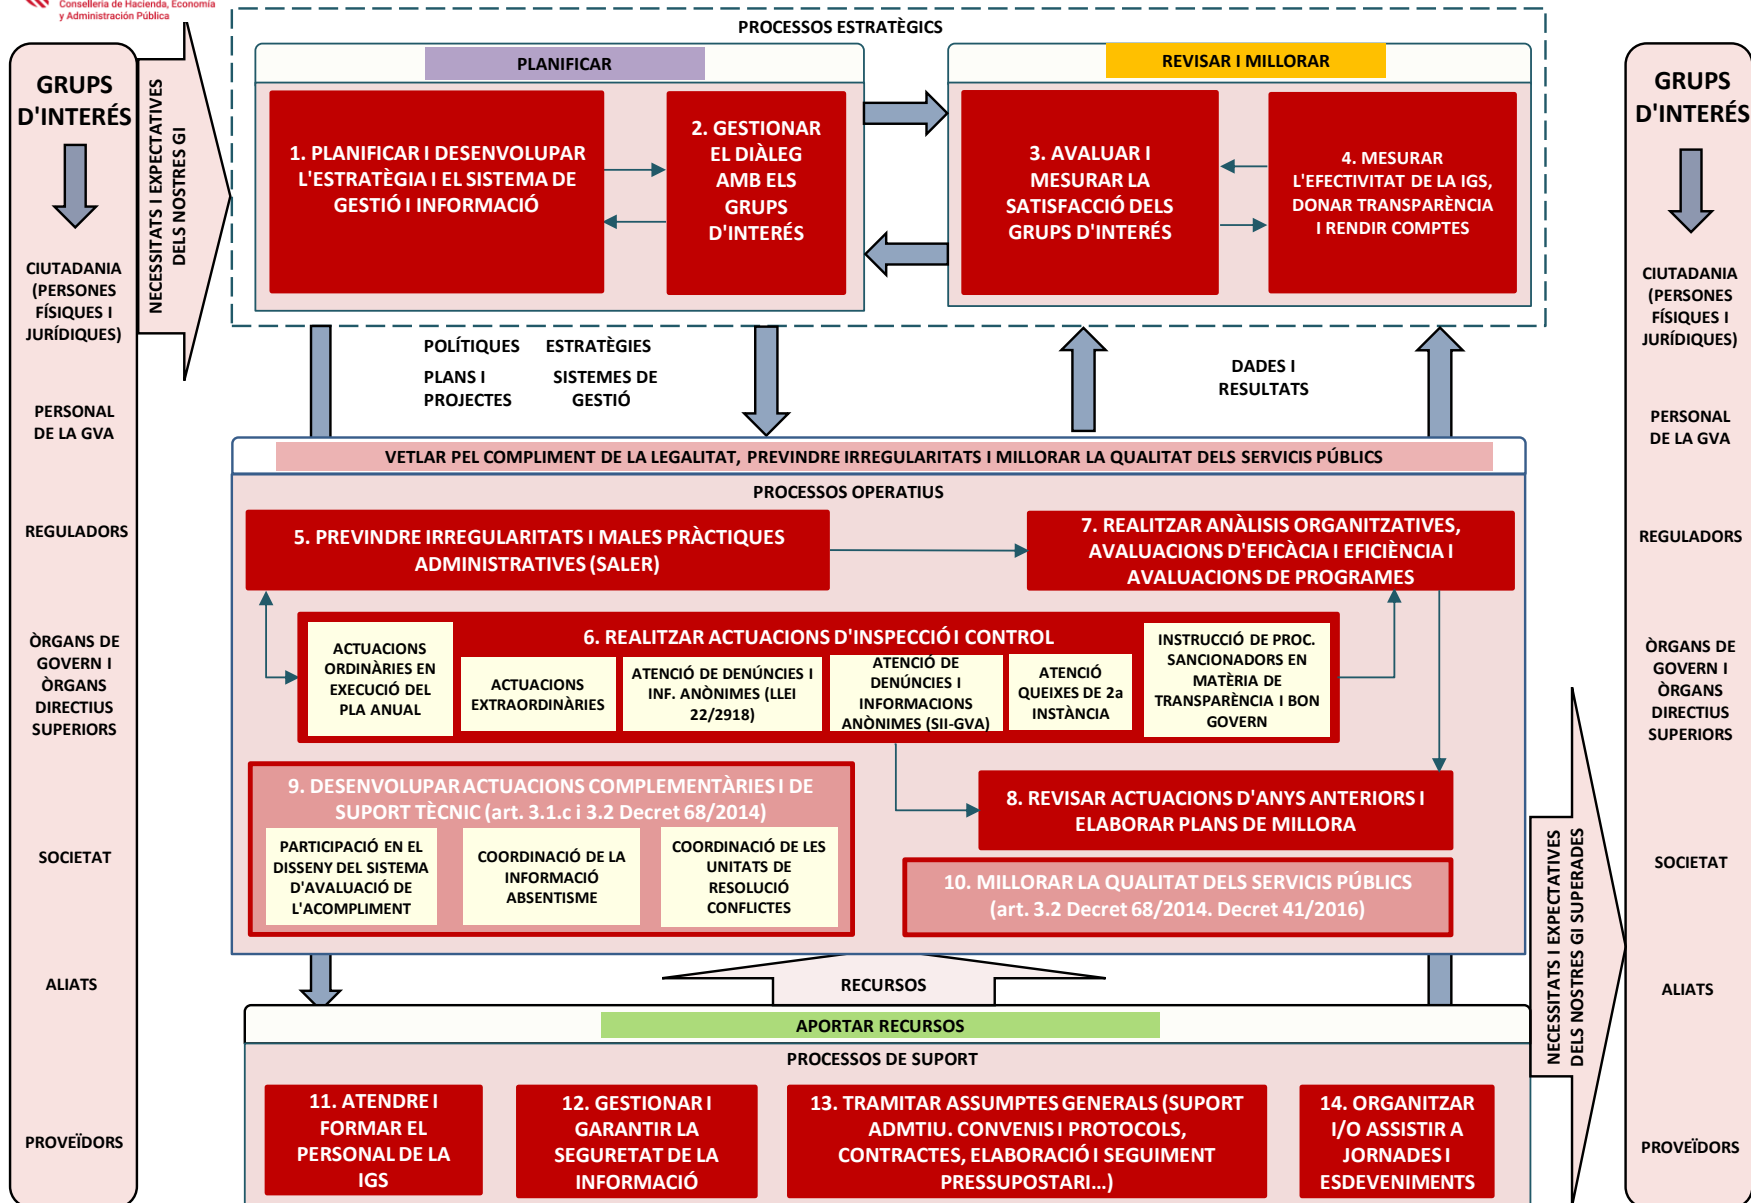 Conselleria de Hacienda, Economía
y Administración Pública
GRUPS
D'INTERÉS
CIUTADANIA
(PERSONES
FÍSIQUES I
JURÍDIQUES)
PERSONAL
DE LA GVA
REGULADORS
ÒRGANS DE
GOVERN I
ÒRGANS
DIRECTIUS
SUPERIORS
SOCIETAT
ALIATS
PROVEÏDORS
NECESSITATS I EXPECTATIVES
DELS NOSTRES GI
PROCESSOS ESTRATÈGICS
PLANIFICAR
1. PLANIFICAR I DESENVOLUPAR
L'ESTRATÈGIA I EL SISTEMA DE
GESTIÓ I INFORMACIÓ
2. GESTIONAR
EL DIÀLEG
AMB ELS
GRUPS
D'INTERÉS
REVISAR I MILLORAR
3. AVALUAR I
MESURAR LA
SATISFACCIÓ DELS
GRUPS D'INTERÉS
4. MESURAR
L'EFECTIVITAT DE LA IGS,
DONAR TRANSPARÈNCIA
I RENDIR COMPTES
POLÍTIQUES ESTRATÈGIES
PLANS I
PROJECTES
SISTEMES DE
GESTIÓ
DADES I
RESULTATS
VETLAR PEL COMPLIMENT DE LA LEGALITAT, PREVINDRE IRREGULARITATS I MILLORAR LA QUALITAT DELS SERVICIS PÚBLICS
PROCESSOS OPERATIUS
5. PREVINDRE IRREGULARITATS I MALES PRÀCTIQUES
ADMINISTRATIVES (SALER)
7. REALITZAR ANÀLISIS ORGANITZATIVES,
AVALUACIONS D'EFICÀCIA I EFICIÈNCIA I
AVALUACIONS DE PROGRAMES
6. REALITZAR ACTUACIONS D'INSPECCIÓ I CONTROL
ACTUACIONS
ORDINÀRIES EN
EXECUCIÓ DEL
PLA ANUAL
ACTUACIONS
EXTRAORDINÀRIES
ATENCIÓ DE DENÚNCIES I
INF. ANÒNIMES (LLEI
22/2918)
ATENCIÓ DE
DENÚNCIES I
INFORMACIONS
ANÒNIMES (SII-GVA)
ATENCIÓ
QUEIXES DE 2a
INSTÀNCIA
INSTRUCCIÓ DE PROC.
SANCIONADORS EN
MATÈRIA DE
TRANSPARÈNCIA I BON
GOVERN
9. DESENVOLUPAR ACTUACIONS COMPLEMENTÀRIES I DE
SUPORT TÈCNIC (art. 3.1.c i 3.2 Decret 68/2014)
PARTICIPACIÓ EN EL
DISSENY DEL SISTEMA
D'AVALUACIÓ DE
L'ACOMPLIMENT
COORDINACIÓ DE LA
INFORMACIÓ
ABSENTISME
COORDINACIÓ DE LES
UNITATS DE
RESOLUCIÓ
CONFLICTES
8. REVISAR ACTUACIONS D'ANYS ANTERIORS I
ELABORAR PLANS DE MILLORA
10. MILLORAR LA QUALITAT DELS SERVICIS PÚBLICS
(art. 3.2 Decret 68/2014. Decret 41/2016)
RECURSOS
APORTAR RECURSOS
PROCESSOS DE SUPORT
11. ATENDRE I
FORMAR EL
PERSONAL DE LA
IGS
12. GESTIONAR I
GARANTIR LA
SEGURETAT DE LA
INFORMACIÓ
13. TRAMITAR ASSUMPTES GENERALS (SUPORT
ADMTIU. CONVENIS I PROTOCOLS,
CONTRACTES, ELABORACIÓ I SEGUIMENT
PRESSUPOSTARI...)
14. ORGANITZAR
I/O ASSISTIR A
JORNADES I
ESDEVENIMENTS
NECESSITATS I EXPECTATIVES
DELS NOSTRES GI SUPERADES
GRUPS
D'INTERÉS
CIUTADANIA
(PERSONES
FÍSIQUES I
JURÍDIQUES)
PERSONAL
DE LA GVA
REGULADORS
ÒRGANS DE
GOVERN I
ÒRGANS
DIRECTIUS
SUPERIORS
SOCIETAT
ALIATS
PROVEÏDORS